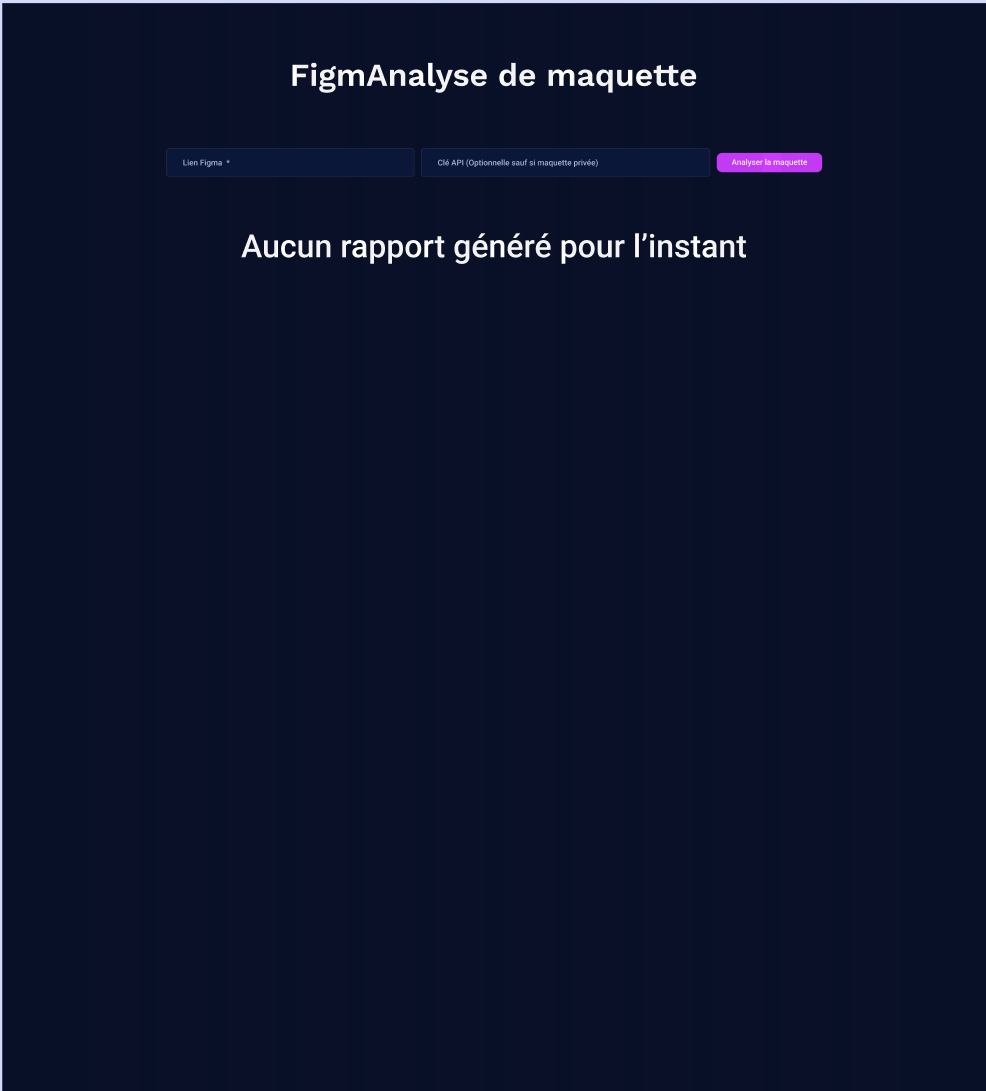 FigmAnalyse de maquette
Lien Figma *
Clé API (Optionnelle sauf si maquette privée)
Analyser la maquette
Aucun rapport généré pour l’instant